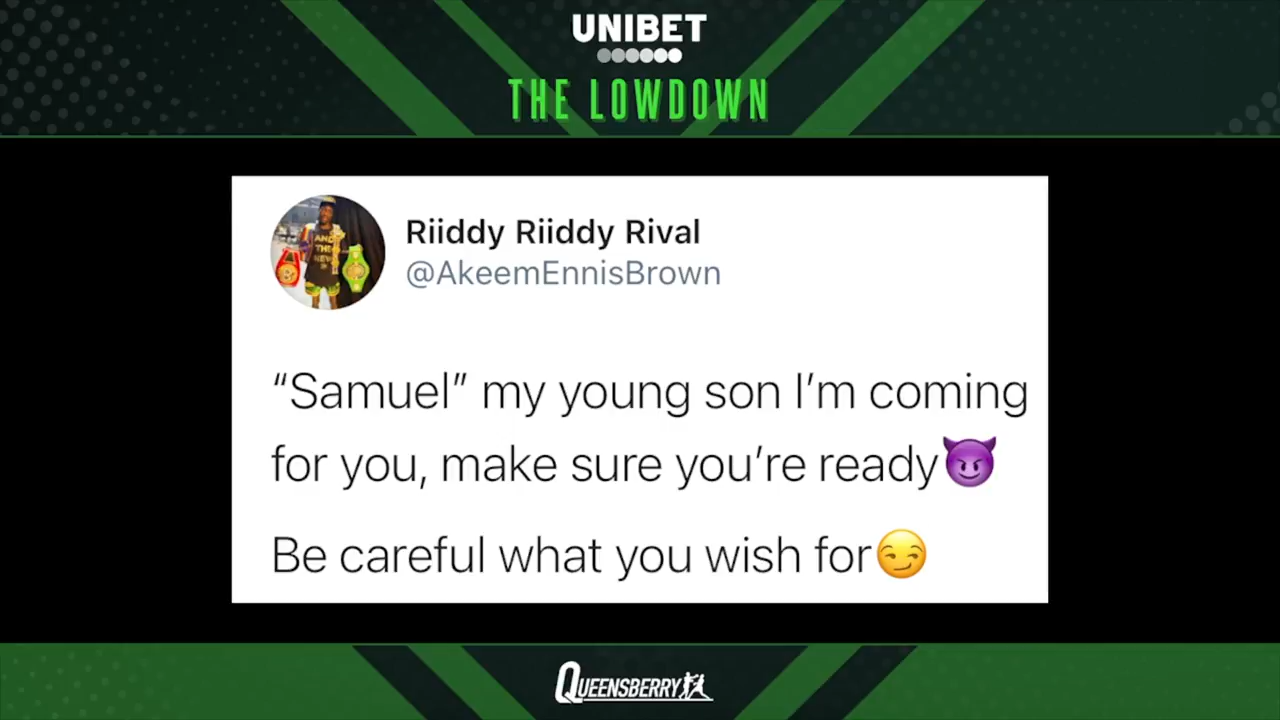 UNIBET
THE LOWDOWN
Riiddy Riiddy Rival
@AkeemEnnisBrown
“Samuel” my young son I’m coming
for you, make sure you’re ready😈
Be careful what you wish for😏
QUEENSBERRY